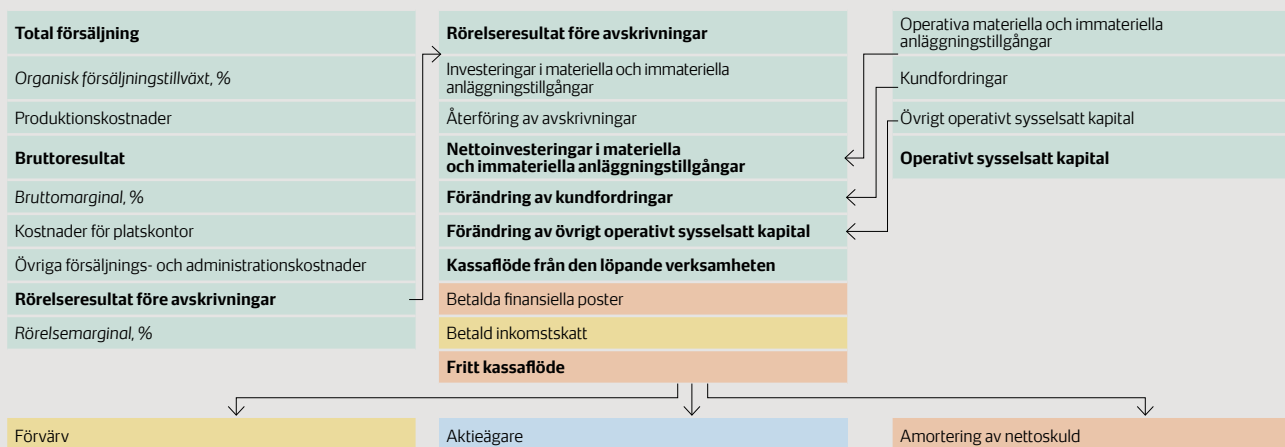 Total försäljning
Organisk försäljningstillväxt, %
Produktionskostnader
Bruttoresultat
Bruttomarginal, %
Kostnader för platskontor
Övriga försäljnings- och administrationskostnader
Rörelseresultat före avskrivningar
Rörelsemarginal, %
Rörelseresultat före avskrivningar
Investeringar i materiella och immateriella
anläggningstillgångar
Återföring av avskrivningar
Nettoinvesteringar i materiella
och immateriella anläggningstillgångar
Förändring av kundfordringar
Förändring av övrigt operativt sysselsatt kapital
Kassaflöde från den löpande verksamheten
Betalda finansiella poster
Betald inkomstskatt
Fritt kassaflöde
Operativa materiella och immateriella
anläggningstillgångar
Kundfordringar
Övrigt operativt sysselsatt kapital
Operativt sysselsatt kapital
Förvärv
Aktieägare
Amortering av nettoskuld